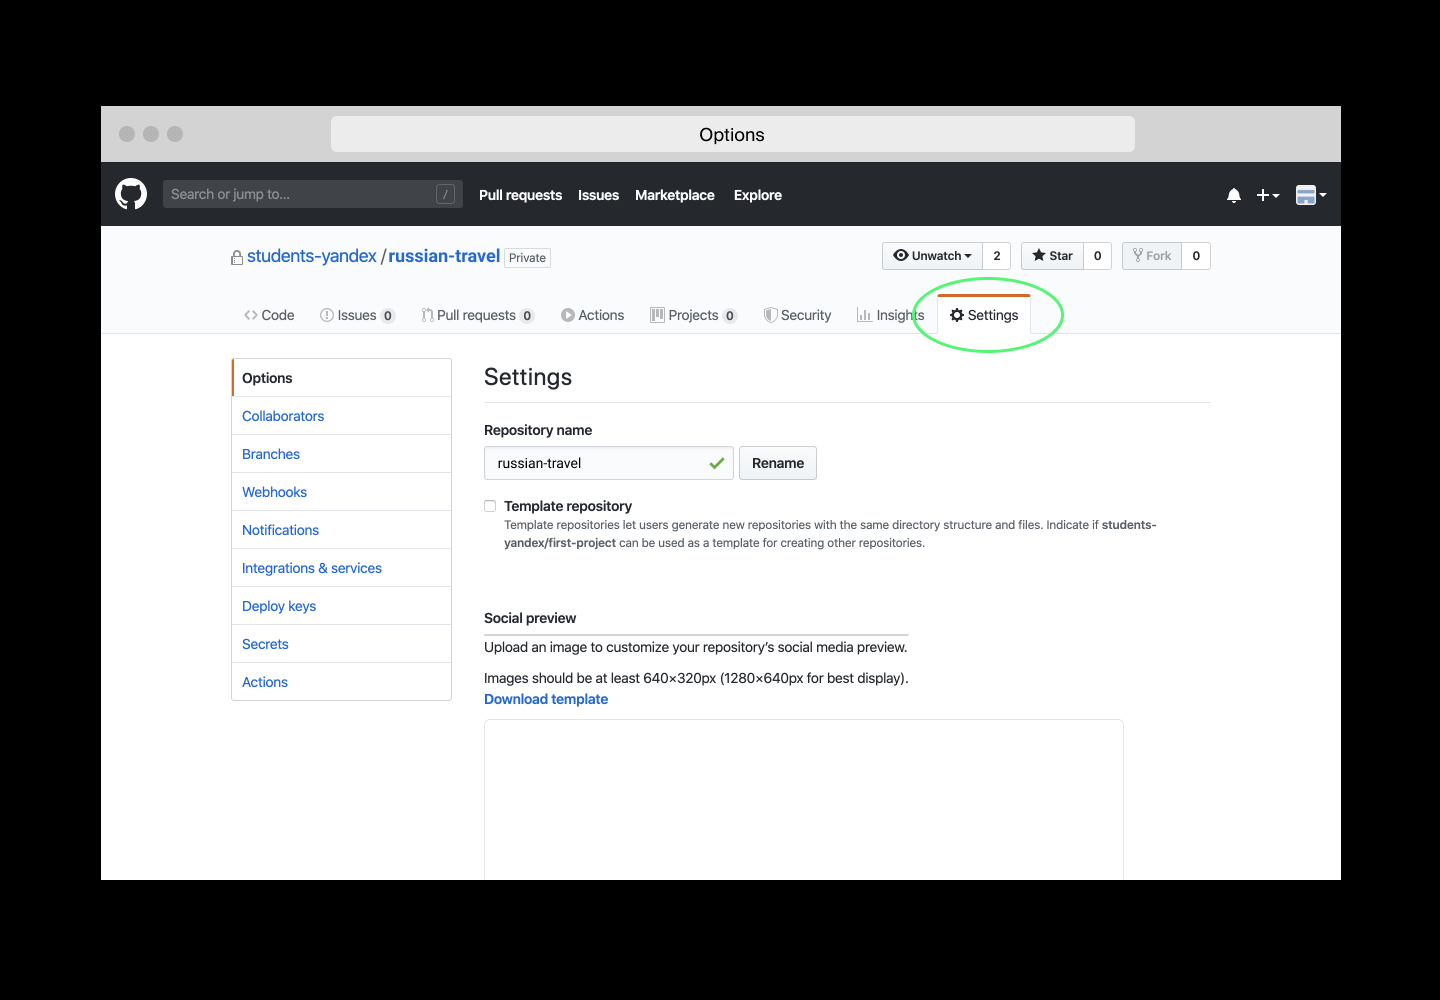 Options
Search or jump to... /
Pull requests Issues Marketplace Explore
students-yandex / russian-travel Private
Unwatch 2 Star 0 Fork 0
Code Issues 0 Pull requests 0 Actions Projects 0 Security Insights Settings
Options
Collaborators
Branches
Webhooks
Notifications
Integrations & services
Deploy keys
Secrets
Actions
Settings
Repository name
russian-travel Rename
Template repository
Template repositories let users generate new repositories with the same directory structure and files. Indicate if students-
yandex/first-project can be used as a template for creating other repositories.
Social preview
Upload an image to customize your repository's social media preview.
Images should be at least 640×320px (1280×640px for best display).
Download template